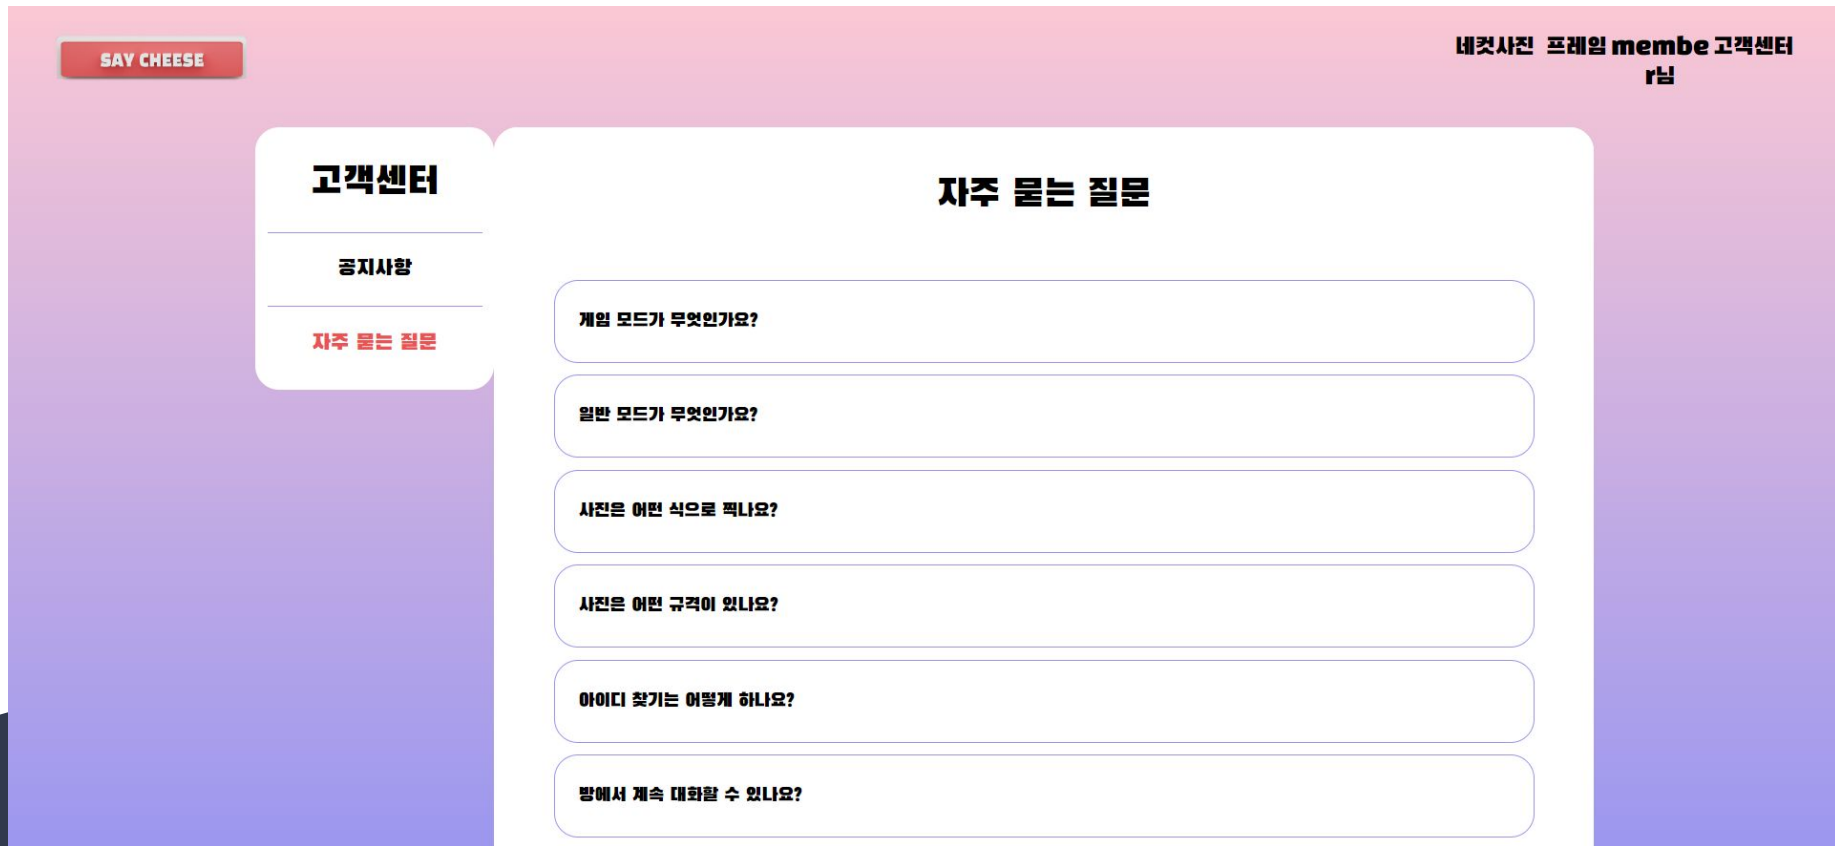 SAY CHEESE
네컷사진 프레임 membe 고객센터
r님
고객센터
공지사항
자주 묻는 질문
자주 묻는 질문
게임 모드가 무엇인가요?
일반 모드가 무엇인가요?
사진은 어떤 식으로 찍나요?
사진은 어떤 규격이 있나요?
아이디 찾기는 어떻게 하나요?
방에서 계속 대화할 수 있나요?